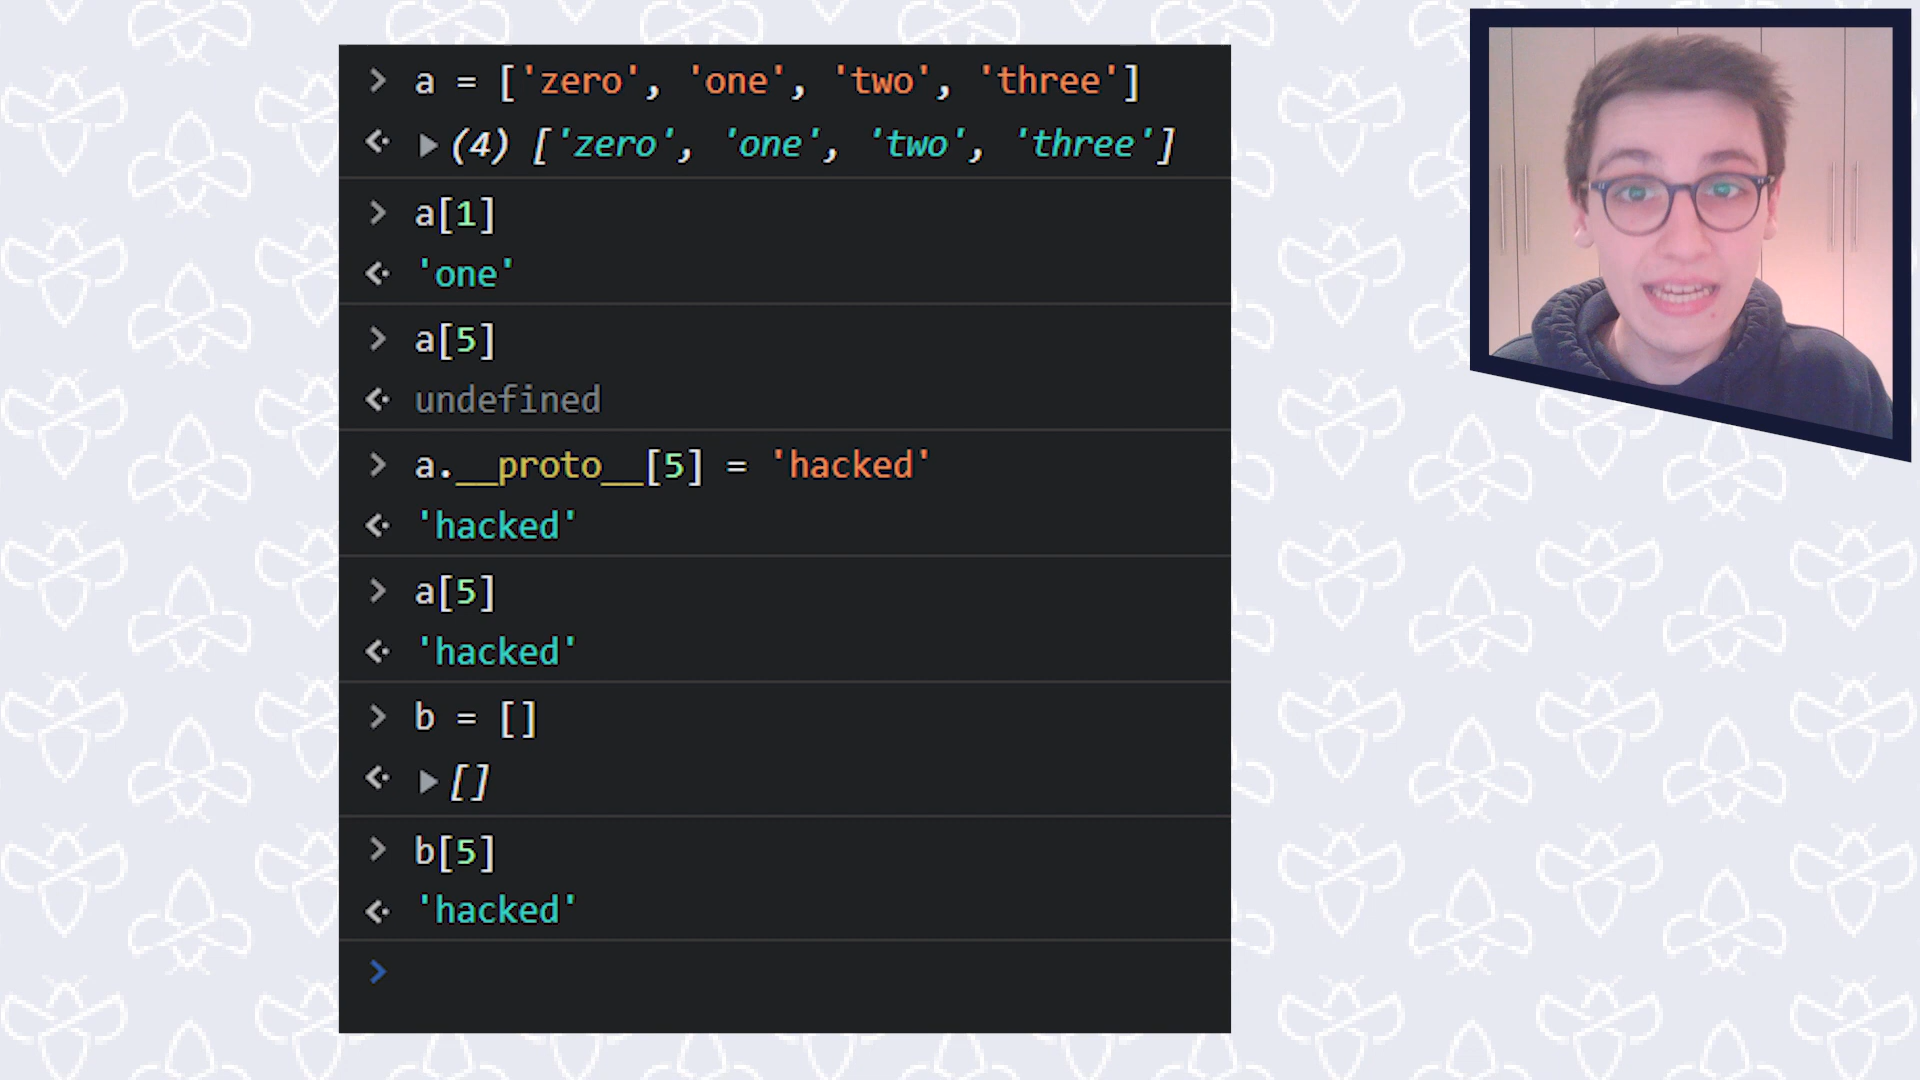 > a = ['zero', 'one', 'two', 'three']
(4) ['zero', 'one', 'two', 'three']
> a[1]
'one'
> a[5]
undefined
> a.__proto__[5] = 'hacked'
'hacked'
> a[5]
'hacked'
> b = []
[]
> b[5]
'hacked'
>